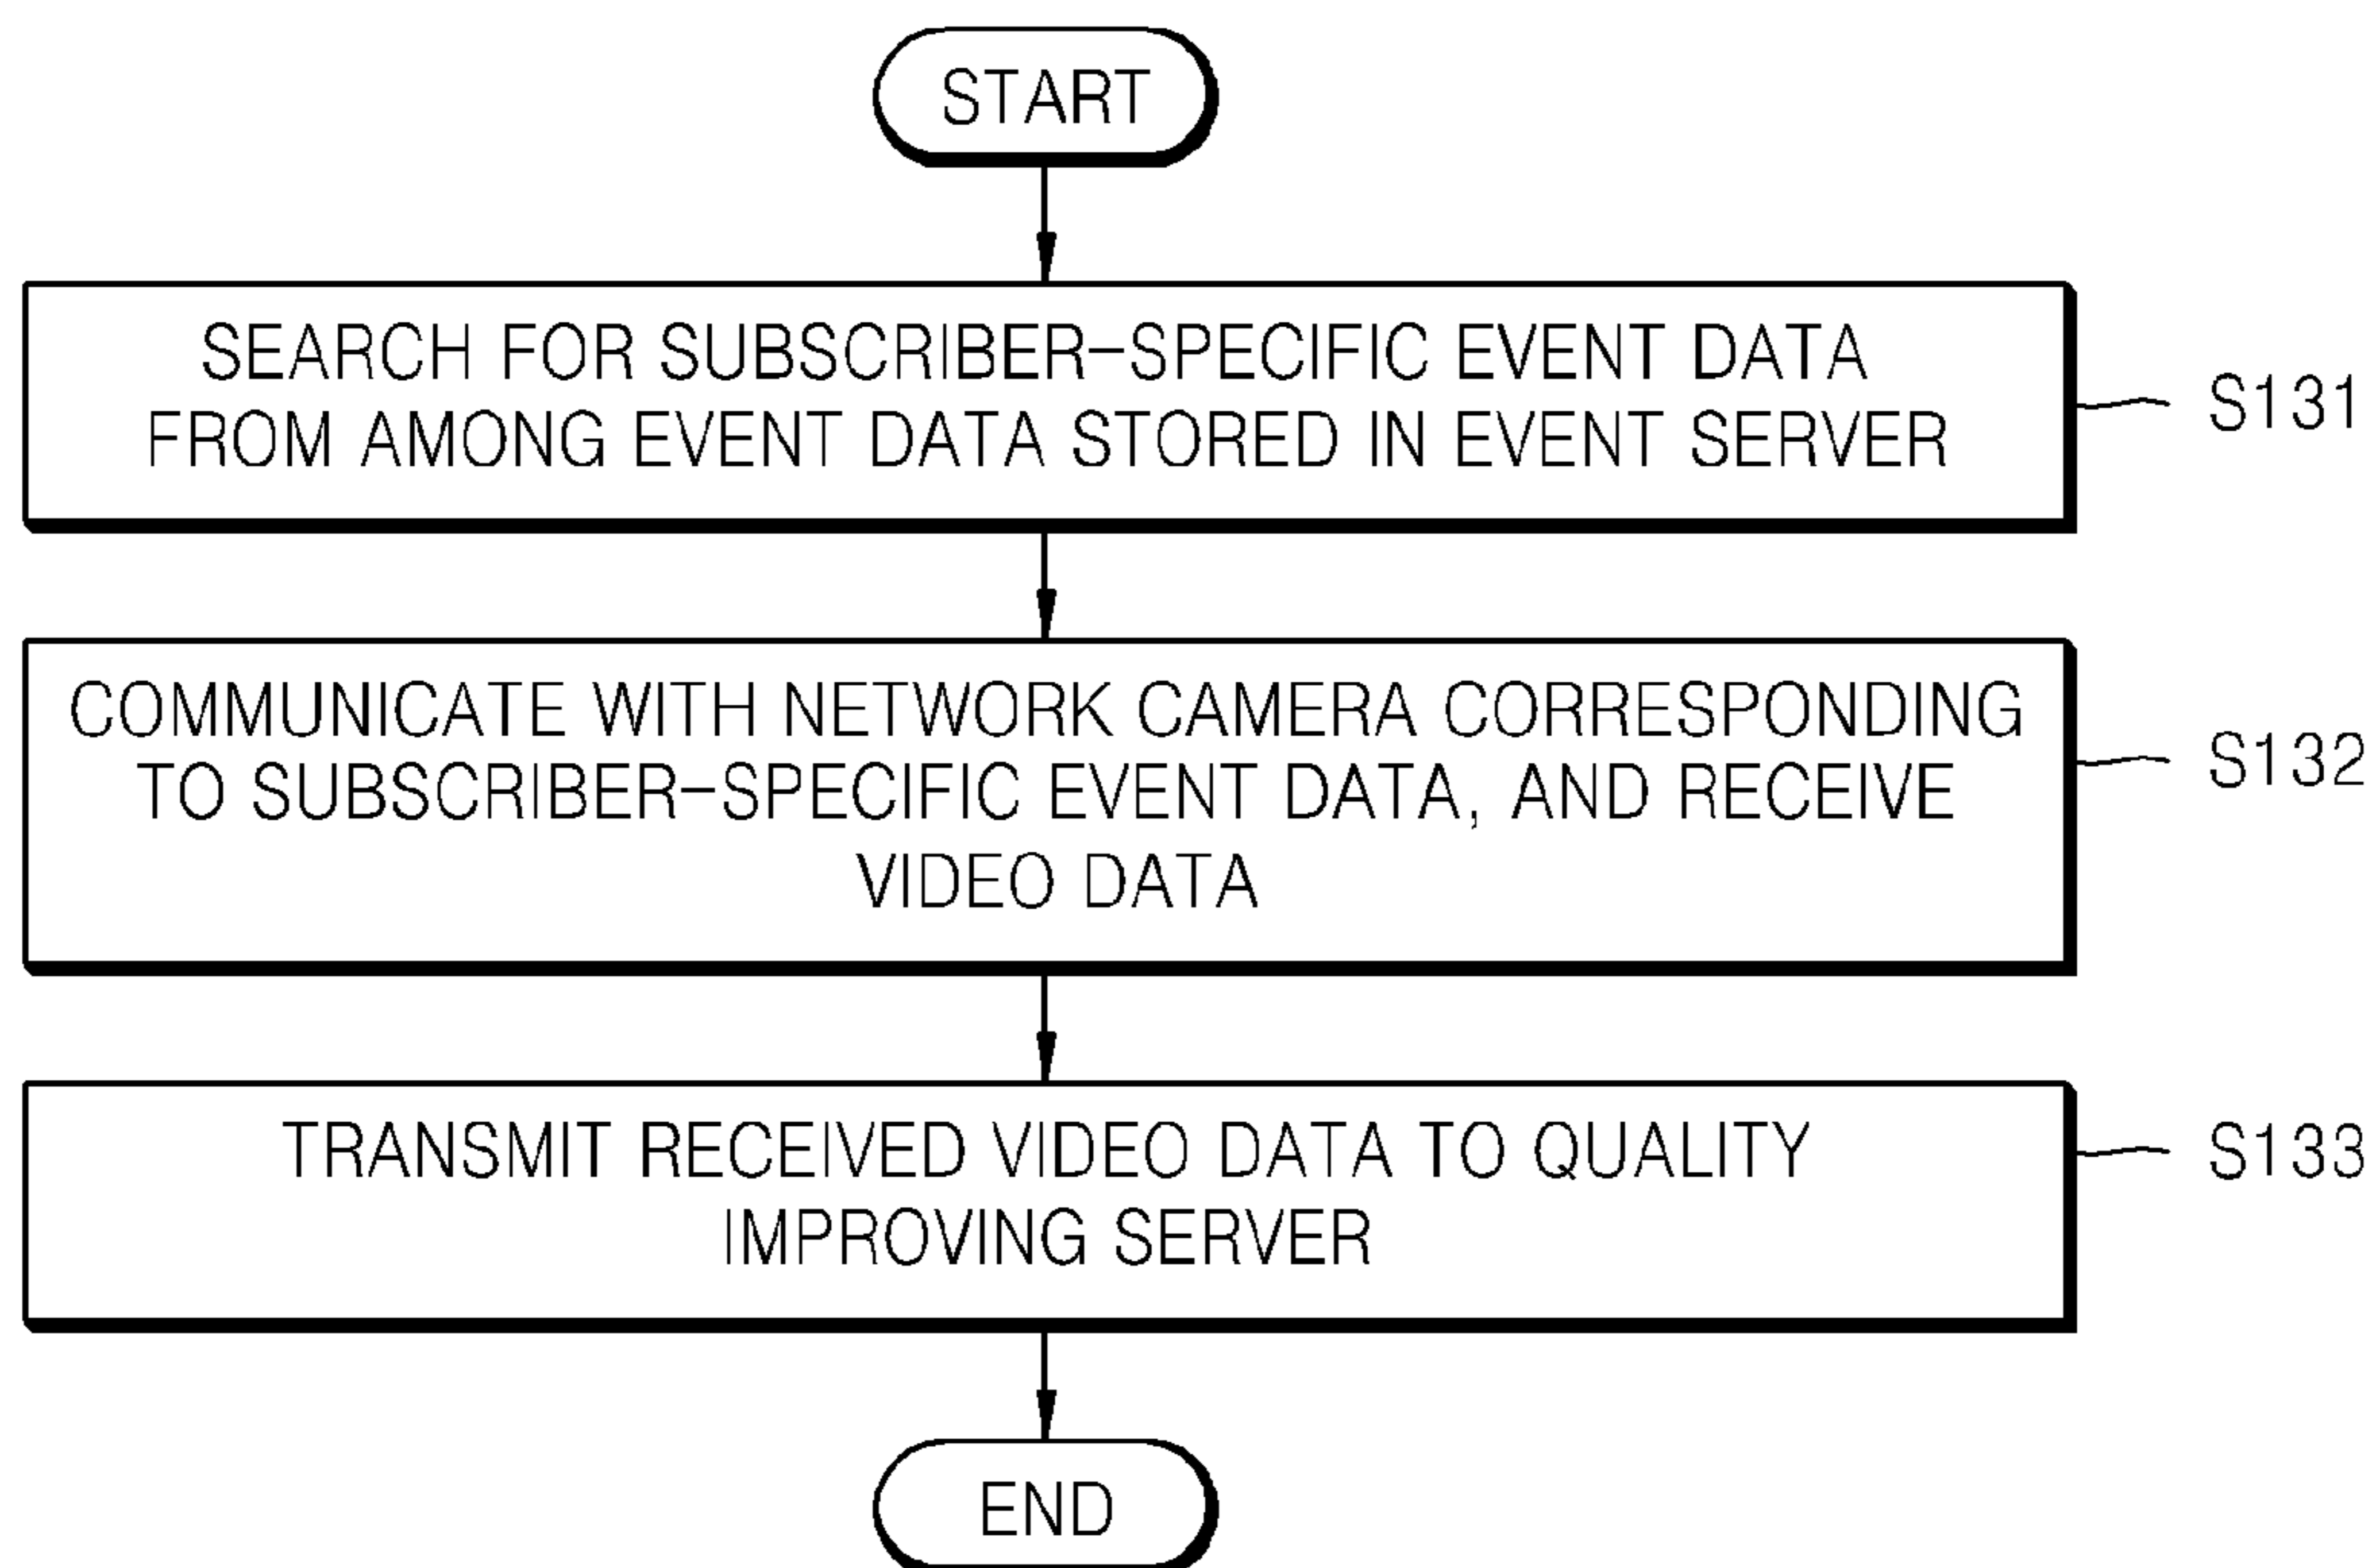 START
SEARCH FOR SUBSCRIBER-SPECIFIC EVENT DATA
FROM AMONG EVENT DATA STORED IN EVENT SERVER
S131
COMMUNICATE WITH NETWORK CAMERA CORRESPONDING
TO SUBSCRIBER-SPECIFIC EVENT DATA, AND RECEIVE
VIDEO DATA
S132
TRANSMIT RECEIVED VIDEO DATA TO QUALITY
IMPROVING SERVER
S133
END